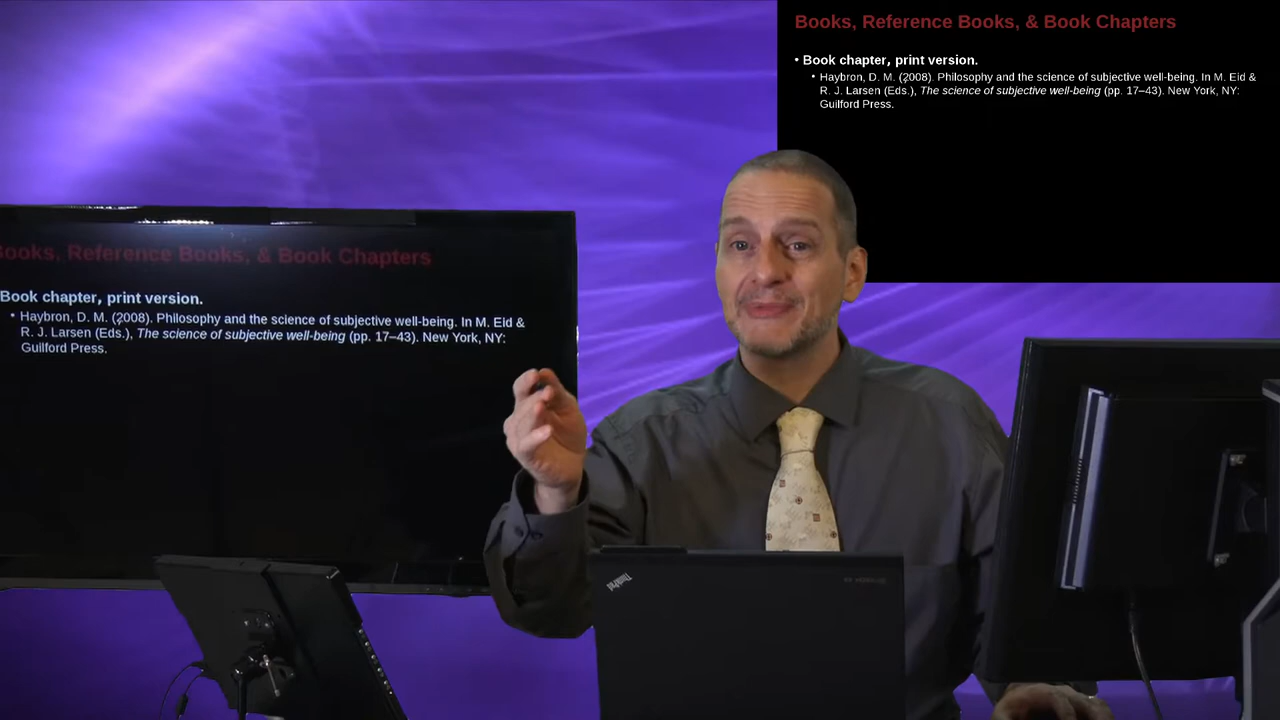 Books, Reference Books, & Book Chapters
• Book chapter, print version.
• Haybron, D. M. (2008). Philosophy and the science of subjective well-being. In M. Eid &
R. J. Larsen (Eds.), The science of subjective well-being (pp. 17–43). New York, NY:
Guilford Press.
Books, Reference Books, & Book Chapters
Book chapter, print version.
• Haybron, D. M. (2008). Philosophy and the science of subjective well-being. In M. Eid &
R. J. Larsen (Eds.), The science of subjective well-being (pp. 17–43). New York, NY:
Guilford Press.
ThinkPad